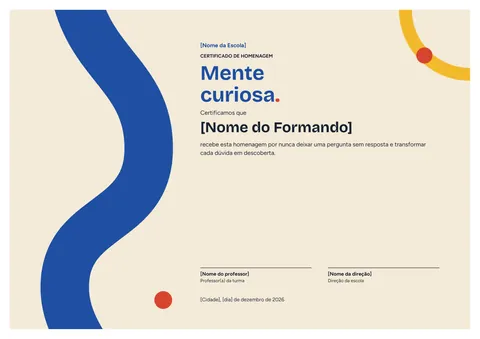 [Nome da Escola]
CERTIFICADO DE HOMENAGEM
Mente
curiosa.
Certificamos que
[Nome do Formando]
recebe esta homenagem por nunca deixar uma pergunta sem resposta e transformar
cada dúvida em descoberta.
[Nome do professor]
Professor(a) da turma
[Nome da direção]
Direção da escola
[Cidade], [dia] de dezembro de 2026